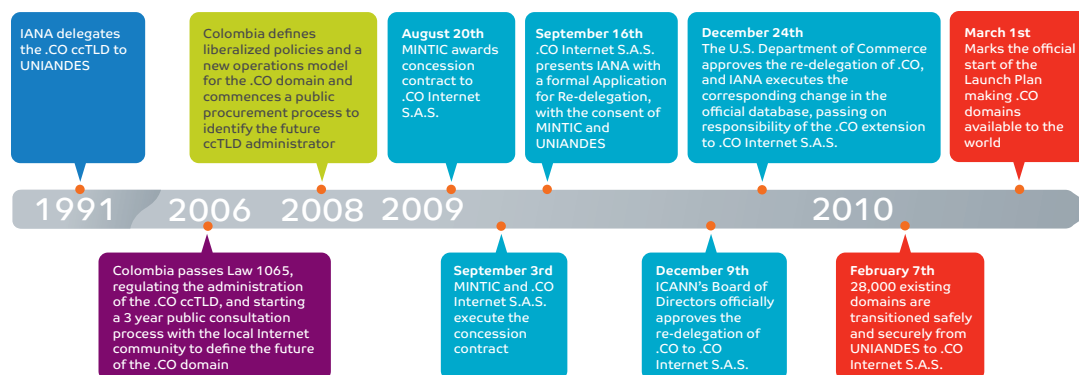 IANA delegates
the .CO ccTLD to
UNIANDES
Colombia defines
liberalized policies and a
new operations model
for the .CO domain and
commences a public
procurement process to
identify the future
ccTLD administrator
August 20th
MINTIC awards
concession
contract to
.CO Internet
S.A.S.
September 16th
.CO Internet S.A.S.
presents IANA with
a formal Application
for Re-delegation,
with the consent of
MINTIC and
UNIANDES
December 24th
The U.S. Department of Commerce
approves the re-delegation of .CO,
and IANA executes the
corresponding change in the
official database, passing on
responsibility of the .CO extension
to .CO Internet S.A.S.
March 1st
Marks the official
start of the
Launch Plan
making .CO
domains
available to the
world
1991
2006
2008
2009
2010
Colombia passes Law 1065,
regulating the administration
of the .CO ccTLD, and starting
a 3 year public consultation
process with the local Internet
community to define the future
of the .CO domain
September 3rd
MINTIC and .CO
Internet S.A.S.
execute the
concession
contract
December 9th
ICANN's Board of
Directors officially
approves the
re-delegation of
.CO to .CO
Internet S.A.S.
February 7th
28,000 existing
domains are
transitioned safely
and securely from
UNIANDES to .CO
Internet S.A.S.